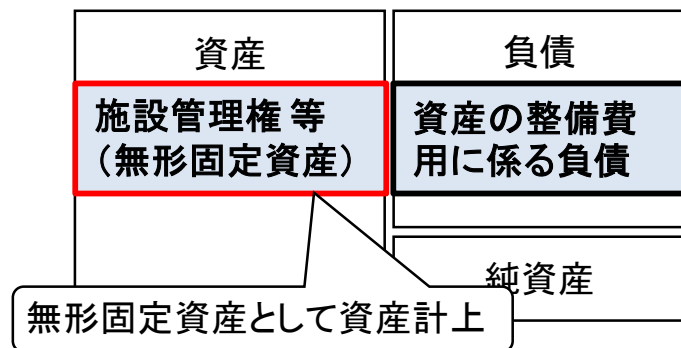 資産
負債
施設管理権 等
（無形固定資産）
資産の整備費
用に係る負債
純資産
無形固定資産として資産計上